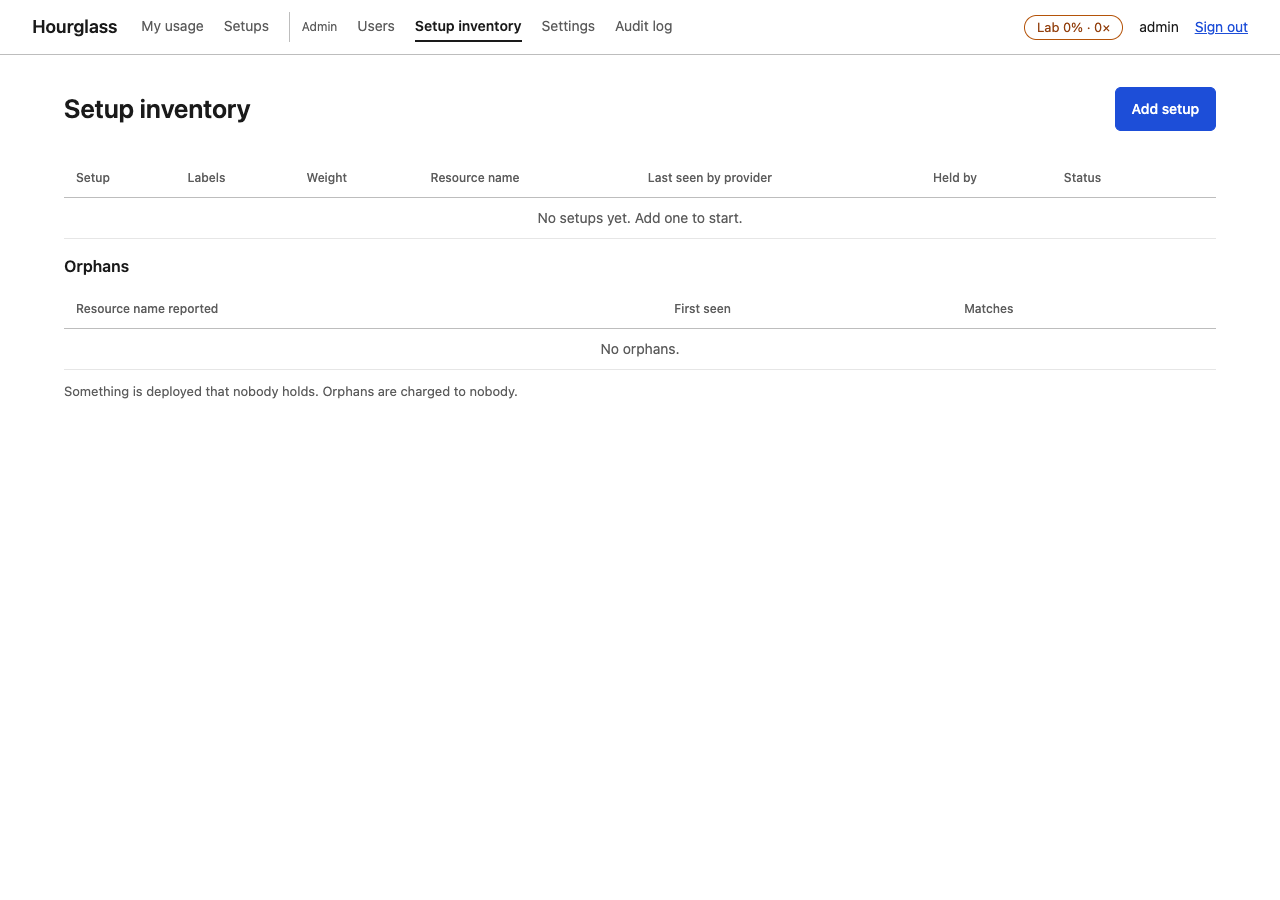 Hourglass My usage Setups Admin Users Setup inventory Settings Audit log Lab 0% · 0× admin Sign out
Setup inventory Add setup
Setup Labels Weight Resource name Last seen by provider Held by Status
No setups yet. Add one to start.
Orphans
Resource name reported First seen Matches
No orphans.
Something is deployed that nobody holds. Orphans are charged to nobody.